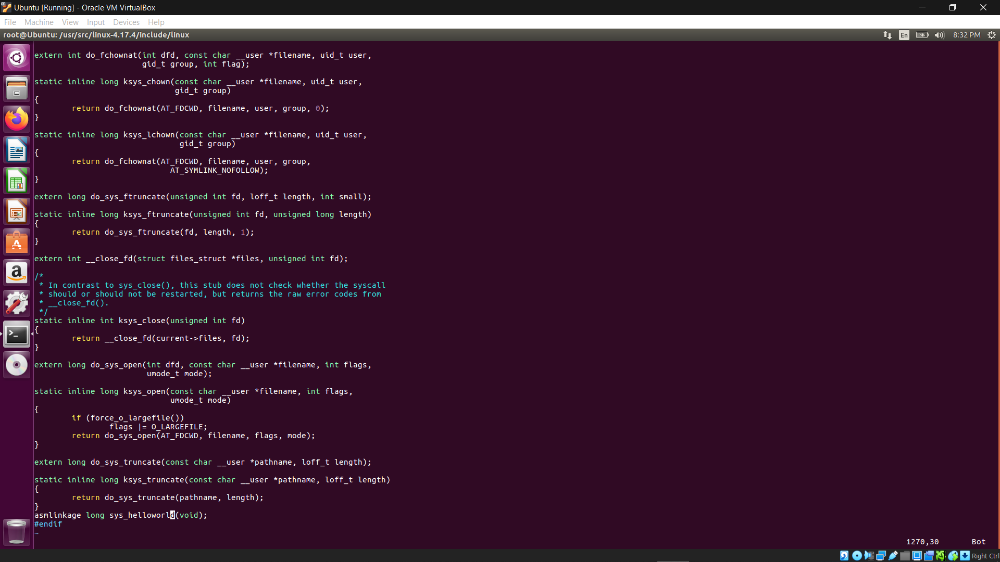 Ubuntu [Running] - Oracle VM VirtualBox
File Machine View Input Devices Help
root@Ubuntu: /usr/src/linux-4.17.4/include/linux
En
8:32 PM
extern int do_fchownat(int dfd, const char __user *filename, uid_t user,
                       gid_t group, int flag);
static inline long ksys_chown(const char __user *filename, uid_t user,
                              gid_t group)
{
        return do_fchownat(AT_FDCWD, filename, user, group, 0);
}
static inline long ksys_lchown(const char __user *filename, uid_t user,
                               gid_t group)
{
        return do_fchownat(AT_FDCWD, filename, user, group,
                             AT_SYMLINK_NOFOLLOW);
}
extern long do_sys_ftruncate(unsigned int fd, loff_t length, int small);
static inline long ksys_ftruncate(unsigned int fd, unsigned long length)
{
        return do_sys_ftruncate(fd, length, 1);
}
extern int __close_fd(struct files_struct *files, unsigned int fd);
/*
 * In contrast to sys_close(), this stub does not check whether the syscall
 * should or should not be restarted, but returns the raw error codes from
 * __close_fd().
 */
static inline int ksys_close(unsigned int fd)
{
        return __close_fd(current->files, fd);
}
extern long do_sys_open(int dfd, const char __user *filename, int flags,
                        umode_t mode);
static inline long ksys_open(const char __user *filename, int flags,
                             umode_t mode)
{
        if (force_o_largefile())
                flags |= O_LARGEFILE;
        return do_sys_open(AT_FDCWD, filename, flags, mode);
}
extern long do_sys_truncate(const char __user *pathname, loff_t length);
static inline long ksys_truncate(const char __user *pathname, loff_t length)
{
        return do_sys_truncate(pathname, length);
}
asmlinkage long sys_helloworld(void);
#endif
~
1270,30 Bot
Right Ctrl